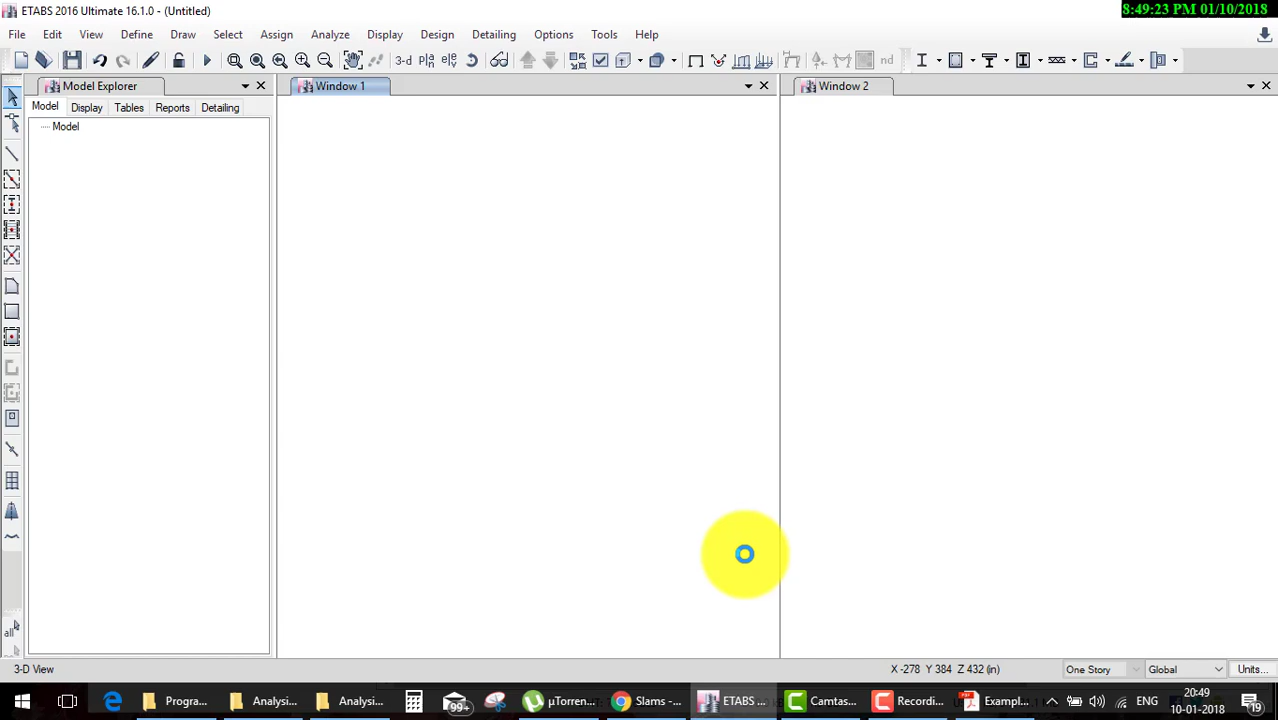 ETABS 2016 Ultimate 16.1.0 - (Untitled)
8:49:23 PM 01/10/2018
File Edit View Define Draw Select Assign Analyze Display Design Detailing Options Tools Help
3-d
nd
Model Explorer
Window 1
Window 2
Model Display Tables Reports Detailing
Model
all
3-D View
X -278 Y 384 Z 432 (in)
One Story
Global
Units...
Progra...
Analysi...
Analysi...
99+
µTorren...
Slams -...
ETABS ...
Camtas...
Recordi...
Exampl...
ENG
20:49
10-01-2018
19